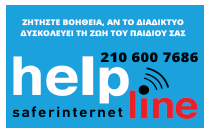 ΖΗΤΗΣΤΕ ΒΟΗΘΕΙΑ, ΑΝ ΤΟ ΔΙΑΔΙΚΤΥΟ
ΔΥΣΚΟΛΕΥΕΙ ΤΗ ΖΩΗ ΤΟΥ ΠΑΙΔΙΟΥ ΣΑΣ
210 600 7686
help
saferinternet line